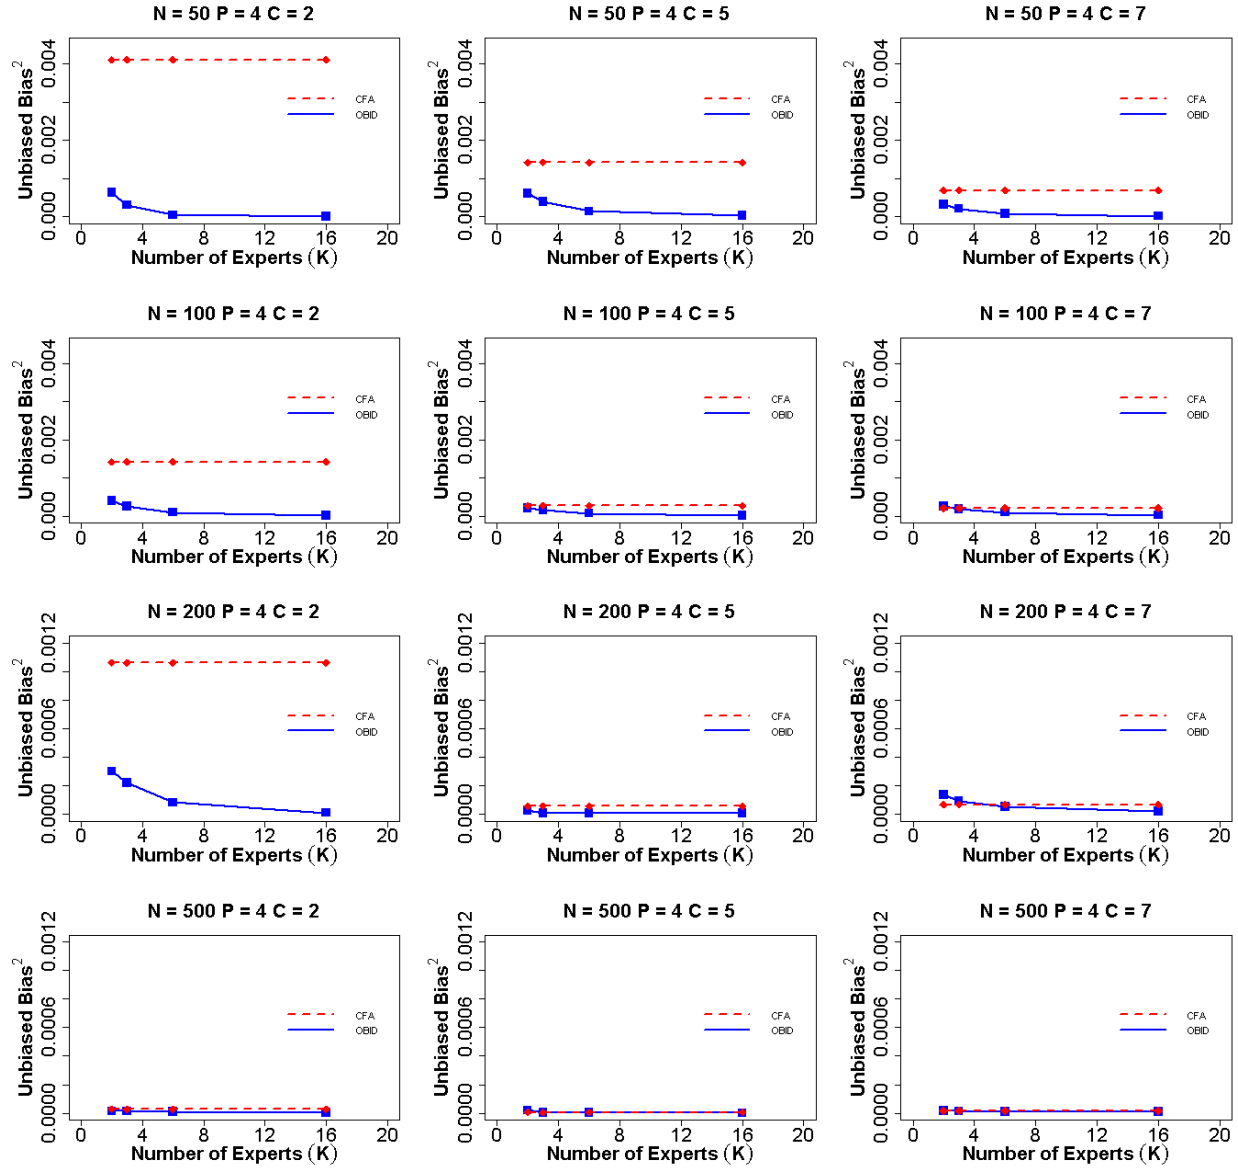 N = 50 P = 4 C = 2
Unbiased Bias²
0.004
0.002
0.000
CFA
OBID
0 4 8 12 16 20
Number of Experts (K)
N = 50 P = 4 C = 5
Unbiased Bias²
0.004
0.002
0.000
CFA
OBID
0 4 8 12 16 20
Number of Experts (K)
N = 50 P = 4 C = 7
Unbiased Bias²
0.004
0.002
0.000
CFA
OBID
0 4 8 12 16 20
Number of Experts (K)
N = 100 P = 4 C = 2
Unbiased Bias²
0.004
0.002
0.000
CFA
OBID
0 4 8 12 16 20
Number of Experts (K)
N = 100 P = 4 C = 5
Unbiased Bias²
0.004
0.002
0.000
CFA
OBID
0 4 8 12 16 20
Number of Experts (K)
N = 100 P = 4 C = 7
Unbiased Bias²
0.004
0.002
0.000
CFA
OBID
0 4 8 12 16 20
Number of Experts (K)
N = 200 P = 4 C = 2
Unbiased Bias²
0.0012
0.0006
0.0000
CFA
OBID
0 4 8 12 16 20
Number of Experts (K)
N = 200 P = 4 C = 5
Unbiased Bias²
0.0012
0.0006
0.0000
CFA
OBID
0 4 8 12 16 20
Number of Experts (K)
N = 200 P = 4 C = 7
Unbiased Bias²
0.0012
0.0006
0.0000
CFA
OBID
0 4 8 12 16 20
Number of Experts (K)
N = 500 P = 4 C = 2
Unbiased Bias²
0.0012
0.0006
0.0000
CFA
OBID
0 4 8 12 16 20
Number of Experts (K)
N = 500 P = 4 C = 5
Unbiased Bias²
0.0012
0.0006
0.0000
CFA
OBID
0 4 8 12 16 20
Number of Experts (K)
N = 500 P = 4 C = 7
Unbiased Bias²
0.0012
0.0006
0.0000
CFA
OBID
0 4 8 12 16 20
Number of Experts (K)